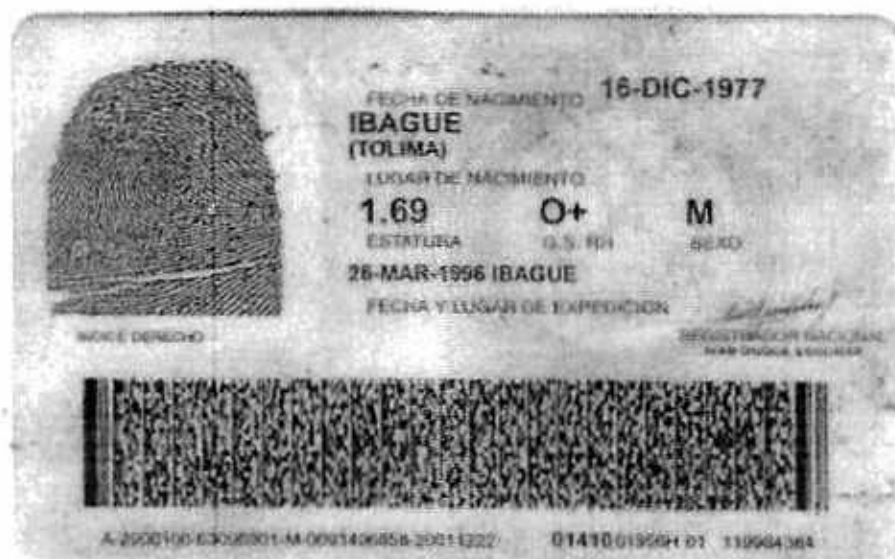 FECHA DE NACIMIENTO 16-DIC-1977
IBAGUE
(TOLIMA)
LUGAR DE NACIMIENTO
1.69 O+ M
ESTATURA G.S. RH SEXO
26-MAR-1996 IBAGUE
FECHA Y LUGAR DE EXPEDICION
INDICE DERECHO
REGISTRADOR NACIONAL